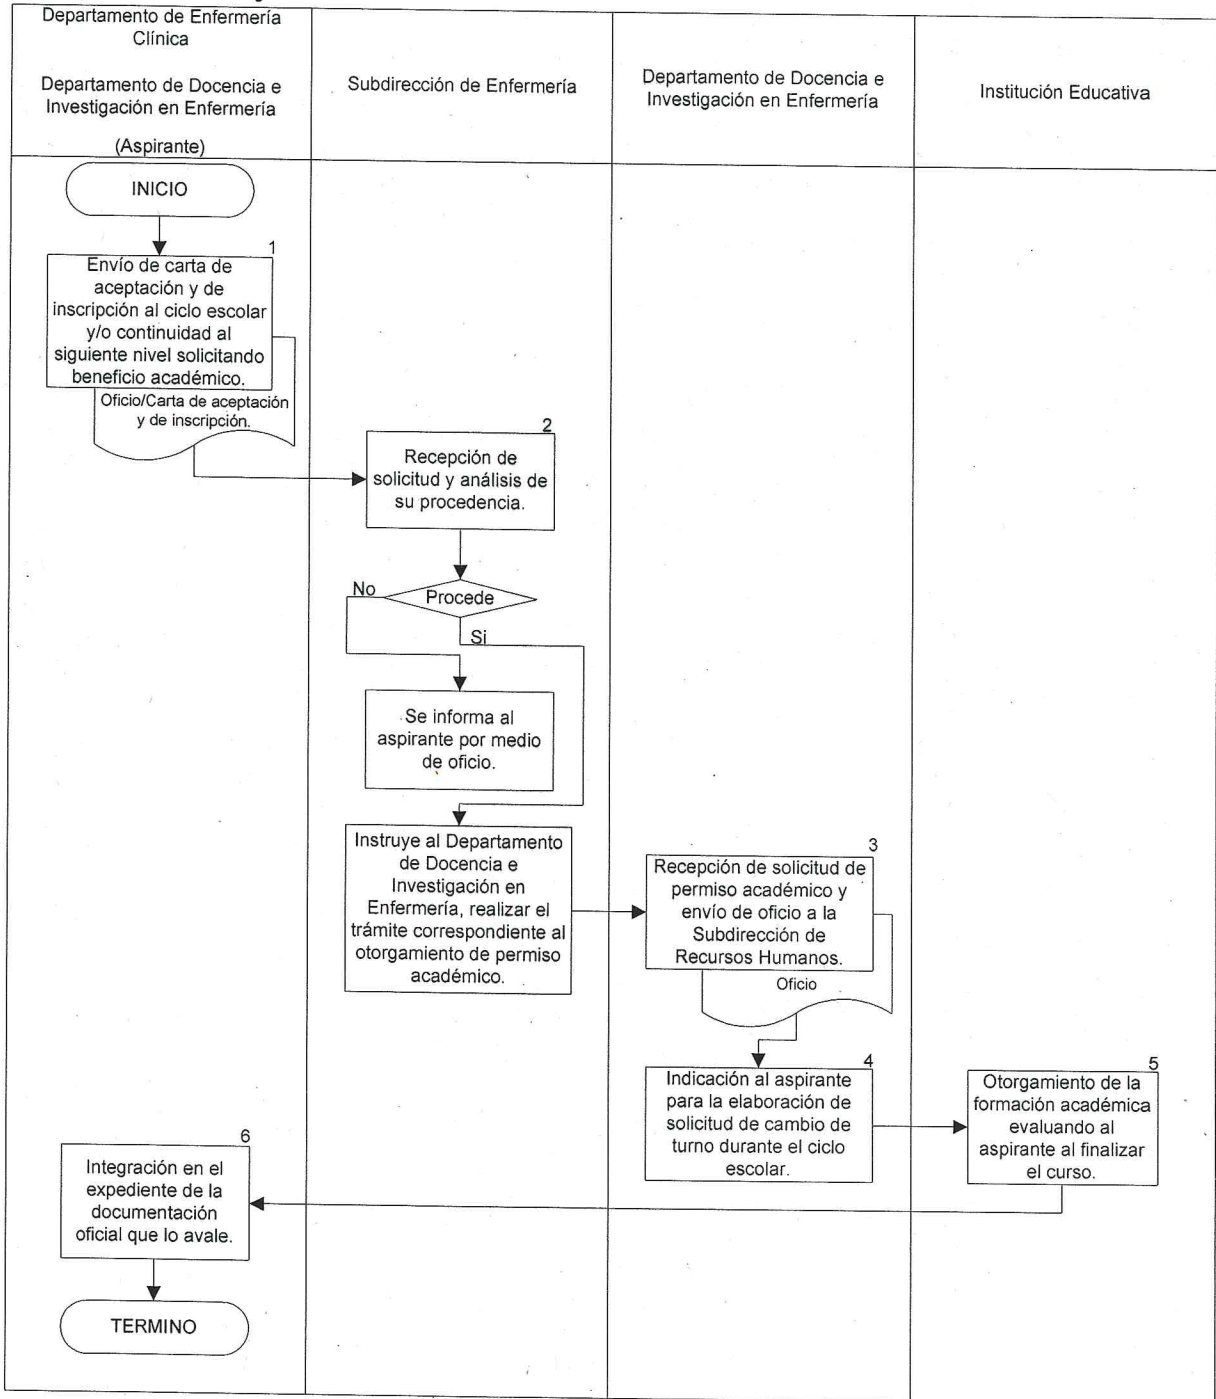 Departamento de Enfermería
Clínica
Departamento de Docencia e
Investigación en Enfermería
(Aspirante)
Subdirección de Enfermería
Departamento de Docencia e
Investigación en Enfermería
Institución Educativa
INICIO
1
Envío de carta de
aceptación y de
inscripción al ciclo escolar
y/o continuidad al
siguiente nivel solicitando
beneficio académico.
Oficio/Carta de aceptación
y de inscripción.
2
Recepción de
solicitud y análisis de
su procedencia.
No
Procede
Si
Se informa al
aspirante por medio
de oficio.
Instruye al Departamento
de Docencia e
Investigación en
Enfermería, realizar el
trámite correspondiente al
otorgamiento de permiso
académico.
3
Recepción de solicitud de
permiso académico y
envío de oficio a la
Subdirección de
Recursos Humanos.
Oficio
4
Indicación al aspirante
para la elaboración de
solicitud de cambio de
turno durante el ciclo
escolar.
5
Otorgamiento de la
formación académica
evaluando al
aspirante al finalizar
el curso.
6
Integración en el
expediente de la
documentación
oficial que lo avale.
TERMINO